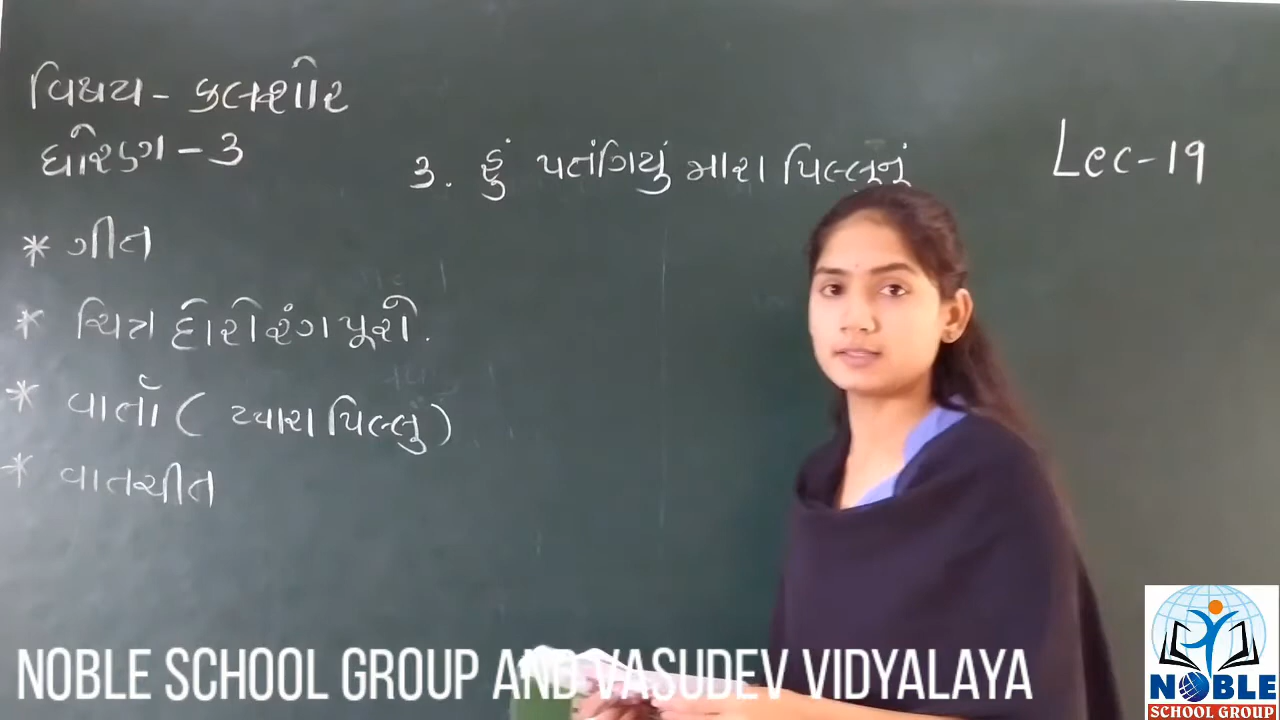 વિષય - કલશોર
ધોરણ - 3
3. હું પતંગિયું મારા પિલ્લૂનું
Lec-19
* ગીત
* ચિત્ર દોરી રંગ પૂરો.
* વાર્તા ( પ્યારા પિલ્લુ )
* વાતચીત
NOBLE SCHOOL GROUP AND VASUDEV VIDYALAYA
NOBLE
SCHOOL GROUP